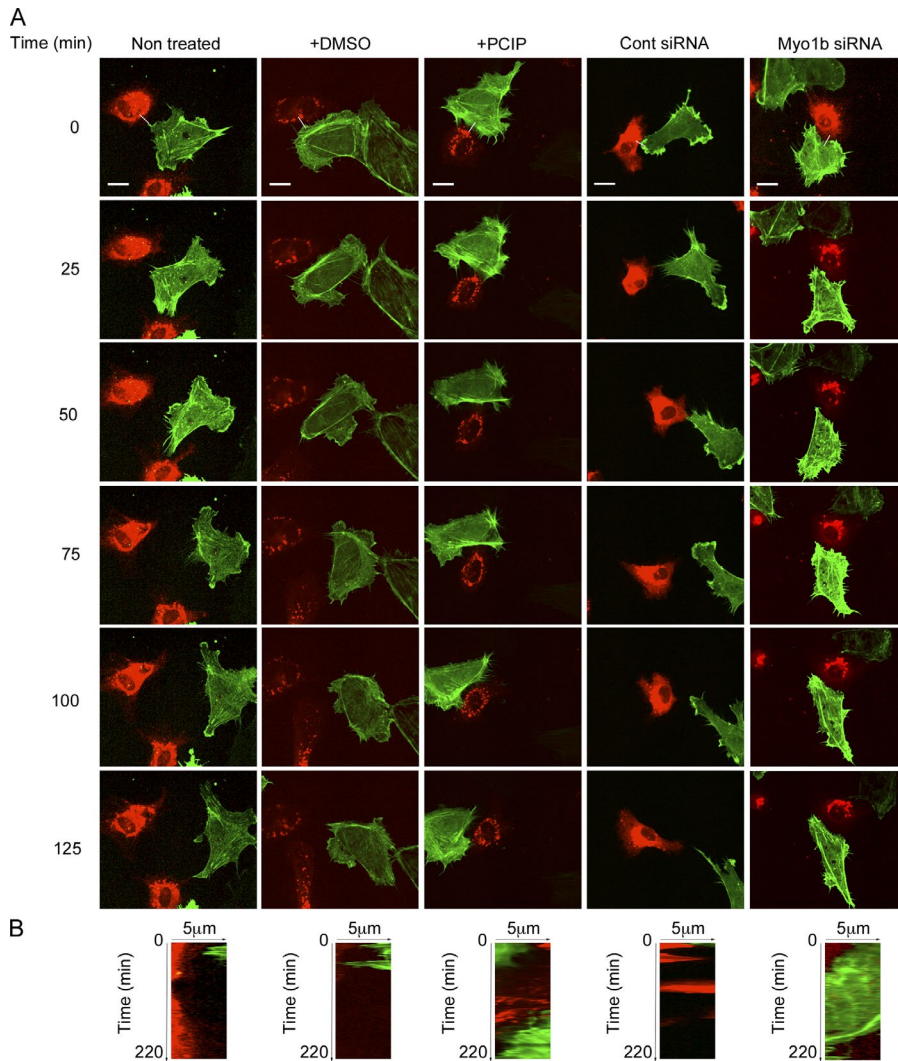 A
Time (min)
Non treated
+DMSO
+PCIP
Cont siRNA
Myo1b siRNA
0
25
50
75
100
125
B
5μm
5μm
5μm
5μm
5μm
0
0
0
0
0
Time (min)
Time (min)
Time (min)
Time (min)
Time (min)
220
220
220
220
220